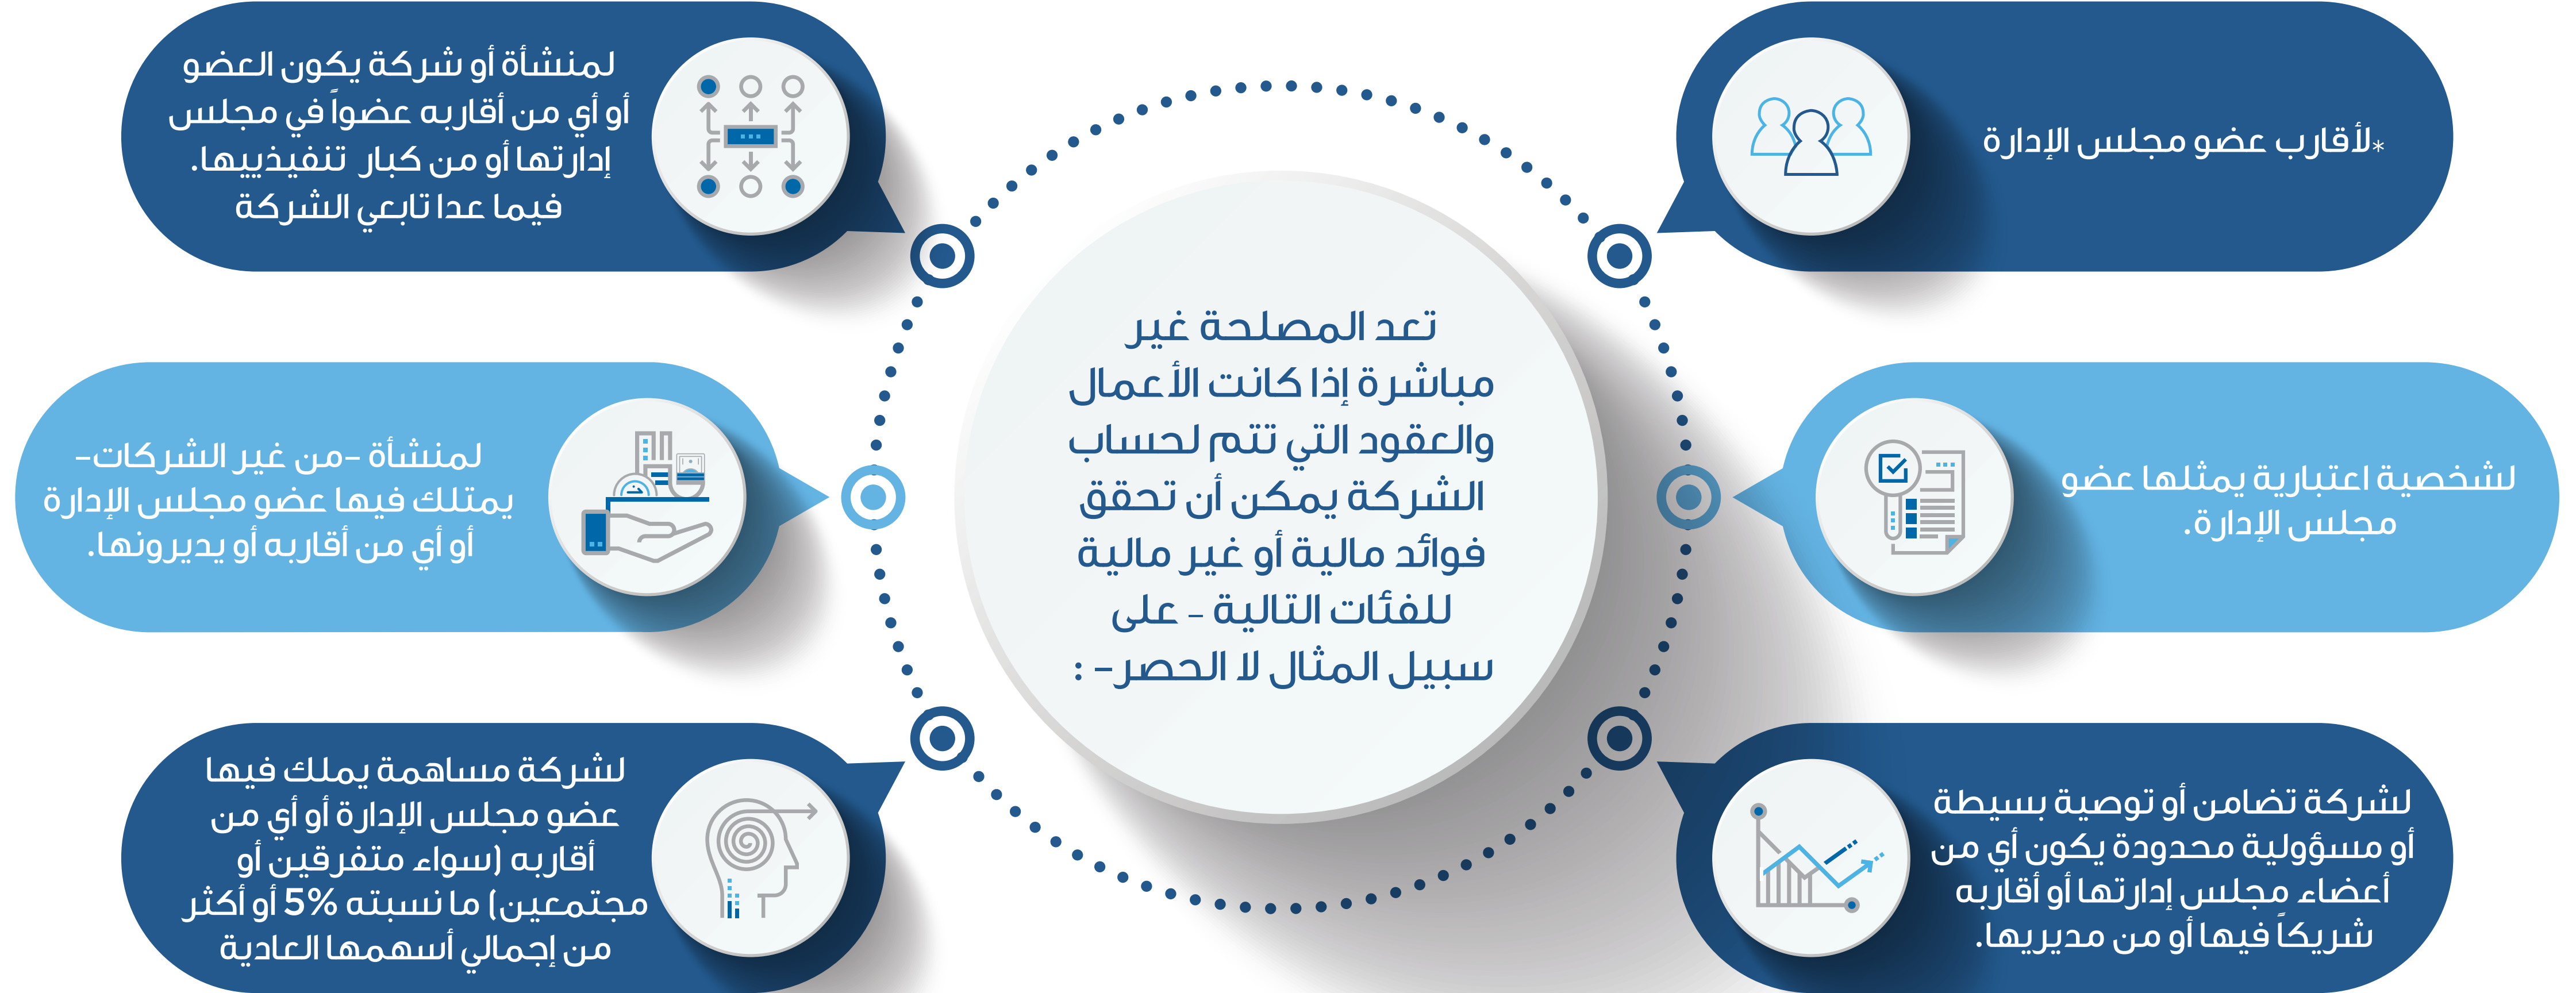 تعد المصلحة غير
مباشرة إذا كانت الأعمال
والعقود التي تتم لحساب
الشركة يمكن أن تحقق
فوائد مالية أو غير مالية
للفئات التالية - على
سبيل المثال لا الحصر- :
*لأقارب عضو مجلس الإدارة
لشخصية اعتبارية يمثلها عضو
مجلس الإدارة.
لشركة تضامن أو توصية بسيطة
أو مسؤولية محدودة يكون أي من
أعضاء مجلس إدارتها أو أقاربه
شريكاً فيها أو من مديريها.
لمنشأة أو شركة يكون العضو
أو أي من أقاربه عضواً في مجلس
إدارتها أو من كبار تنفيذييها.
فيما عدا تابعي الشركة
لمنشأة -من غير الشركات-
يمتلك فيها عضو مجلس الإدارة
أو أي من أقاربه أو يديرونها.
لشركة مساهمة يملك فيها
عضو مجلس الإدارة أو أي من
أقاربه (سواء متفرقين أو
مجتمعين) ما نسبته 5% أو أكثر
من إجمالي أسهمها العادية